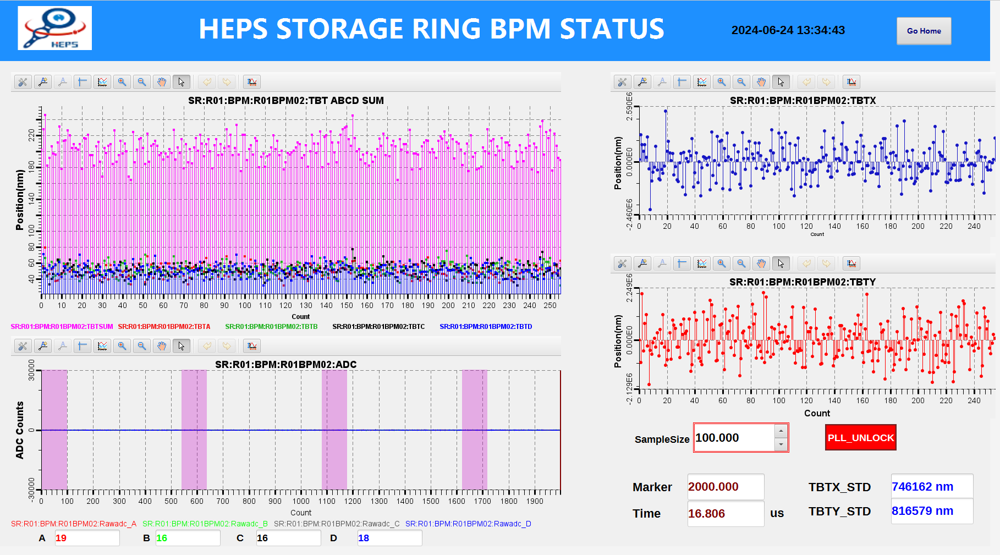 HEPS
HEPS STORAGE RING BPM STATUS
2024-06-24 13:34:43
Go Home
SR:R01:BPM:R01BPM02:TBT ABCD SUM
Position(nm)
220
180
140
100
80
60
40
0 10 20 30 40 50 60 70 80 90 100 110 120 130 140 150 160 170 180 190 200 210 220 230 240 250
Count
SR:R01:BPM:R01BPM02:TBTSUM SR:R01:BPM:R01BPM02:TBTA SR:R01:BPM:R01BPM02:TBTB SR:R01:BPM:R01BPM02:TBTC SR:R01:BPM:R01BPM02:TBTD
SR:R01:BPM:R01BPM02:ADC
ADC Counts
30000
0
-30000
0 100 200 300 400 500 600 700 800 900 1000 1100 1200 1300 1400 1500 1600 1700 1800 1900
Count
SR:R01:BPM:R01BPM02:Rawadc_A SR:R01:BPM:R01BPM02:Rawadc_B SR:R01:BPM:R01BPM02:Rawadc_C SR:R01:BPM:R01BPM02:Rawadc_D
A 19 B 16 C 16 D 18
SR:R01:BPM:R01BPM02:TBTX
Position(nm)
2.590E6
0.000E0
-2.460E6
0 20 40 60 80 100 120 140 160 180 200 220 240
Count
SR:R01:BPM:R01BPM02:TBTY
Position(nm)
2.249E6
0.000E0
-2.129E6
0 20 40 60 80 100 120 140 160 180 200 220 240
Count
SampleSize 100.000 PLL_UNLOCK
Marker 2000.000 TBTX_STD 746162 nm
Time 16.806 us TBTY_STD 816579 nm